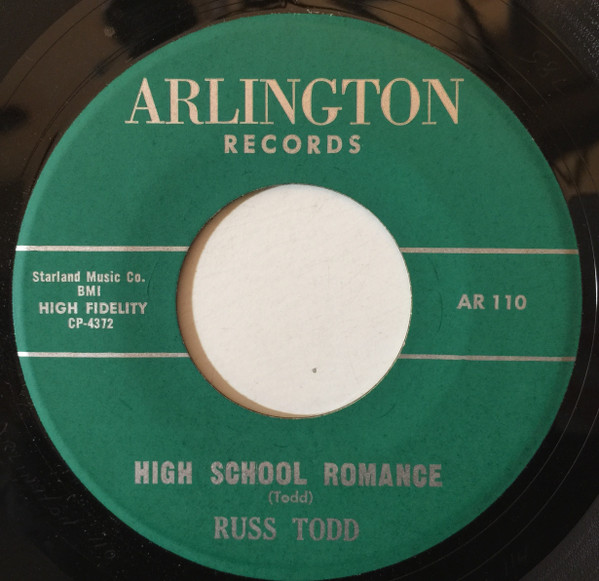 ARLINGTON
RECORDS
Starland Music Co.
BMI
HIGH FIDELITY
CP-4372
AR 110
HIGH SCHOOL ROMANCE
(Todd)
RUSS TODD